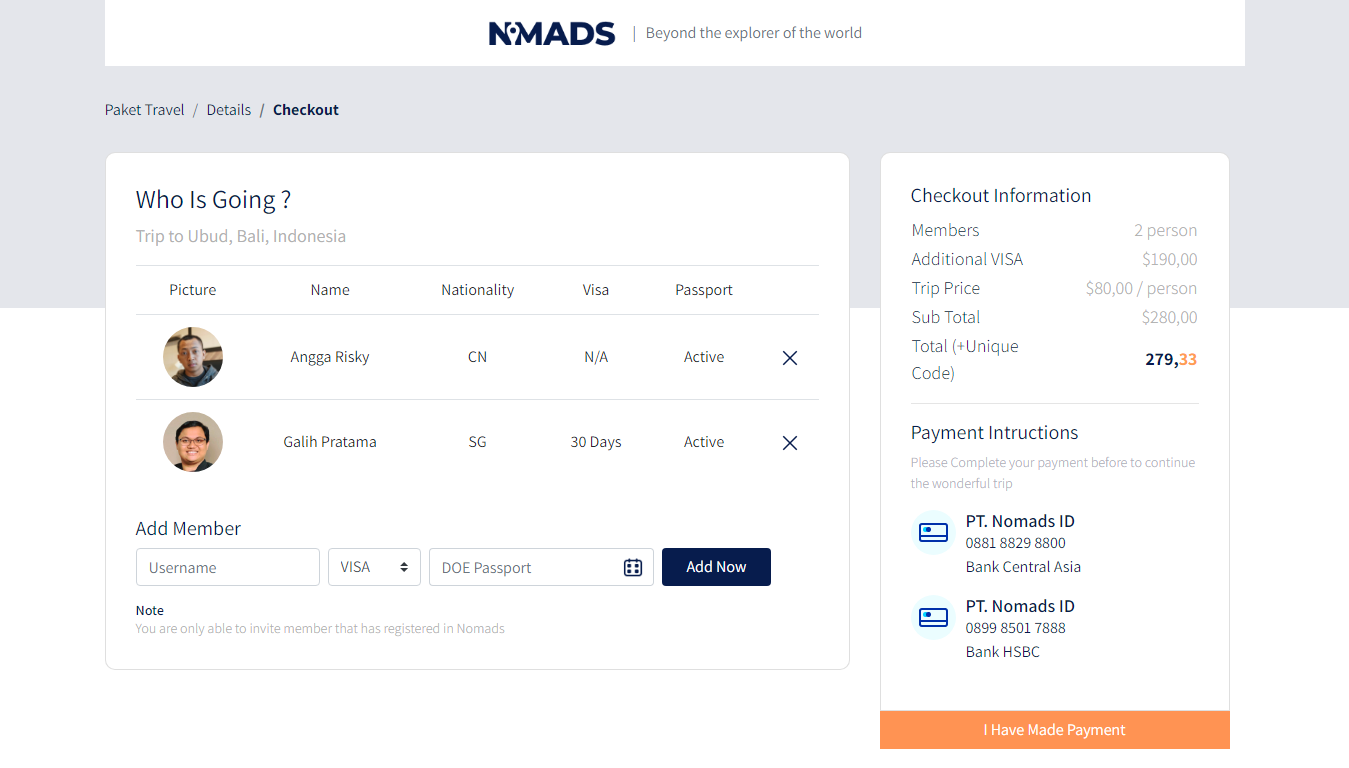 NOMADS | Beyond the explorer of the world
Paket Travel / Details / Checkout
Who Is Going ?
Trip to Ubud, Bali, Indonesia
Picture Name Nationality Visa Passport
Angga Risky CN N/A Active
Galih Pratama SG 30 Days Active
Add Member
Username VISA DOE Passport Add Now
Note
You are only able to invite member that has registered in Nomads
Checkout Information
Members 2 person
Additional VISA $190,00
Trip Price $80,00 / person
Sub Total $280,00
Total (+Unique
Code) 279,33
Payment Intructions
Please Complete your payment before to continue
the wonderful trip
PT. Nomads ID
0881 8829 8800
Bank Central Asia
PT. Nomads ID
0899 8501 7888
Bank HSBC
I Have Made Payment